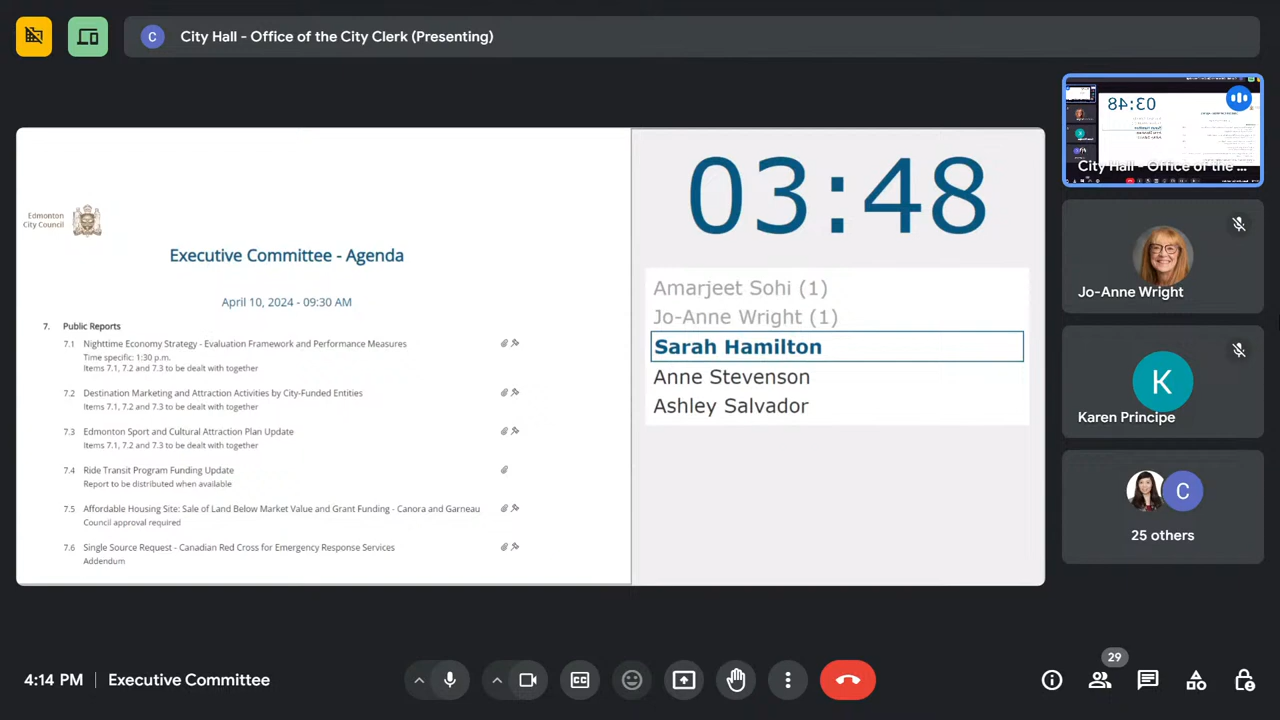 City Hall - Office of the City Clerk (Presenting)
Edmonton
City Council
Executive Committee - Agenda
April 10, 2024 - 09:30 AM
7. Public Reports
7.1 Nighttime Economy Strategy - Evaluation Framework and Performance Measures
Time specific: 1:30 p.m.
Items 7.1, 7.2 and 7.3 to be dealt with together
7.2 Destination Marketing and Attraction Activities by City-Funded Entities
Items 7.1, 7.2 and 7.3 to be dealt with together
7.3 Edmonton Sport and Cultural Attraction Plan Update
Items 7.1, 7.2 and 7.3 to be dealt with together
7.4 Ride Transit Program Funding Update
Report to be distributed when available
7.5 Affordable Housing Site: Sale of Land Below Market Value and Grant Funding - Canora and Garneau
Council approval required
7.6 Single Source Request - Canadian Red Cross for Emergency Response Services
Addendum
03:48
Amarjeet Sohi (1)
Jo-Anne Wright (1)
Sarah Hamilton
Anne Stevenson
Ashley Salvador
03:48
City Hall - Office of the ...
Jo-Anne Wright
K
Karen Principe
C
25 others
4:14 PM | Executive Committee
29